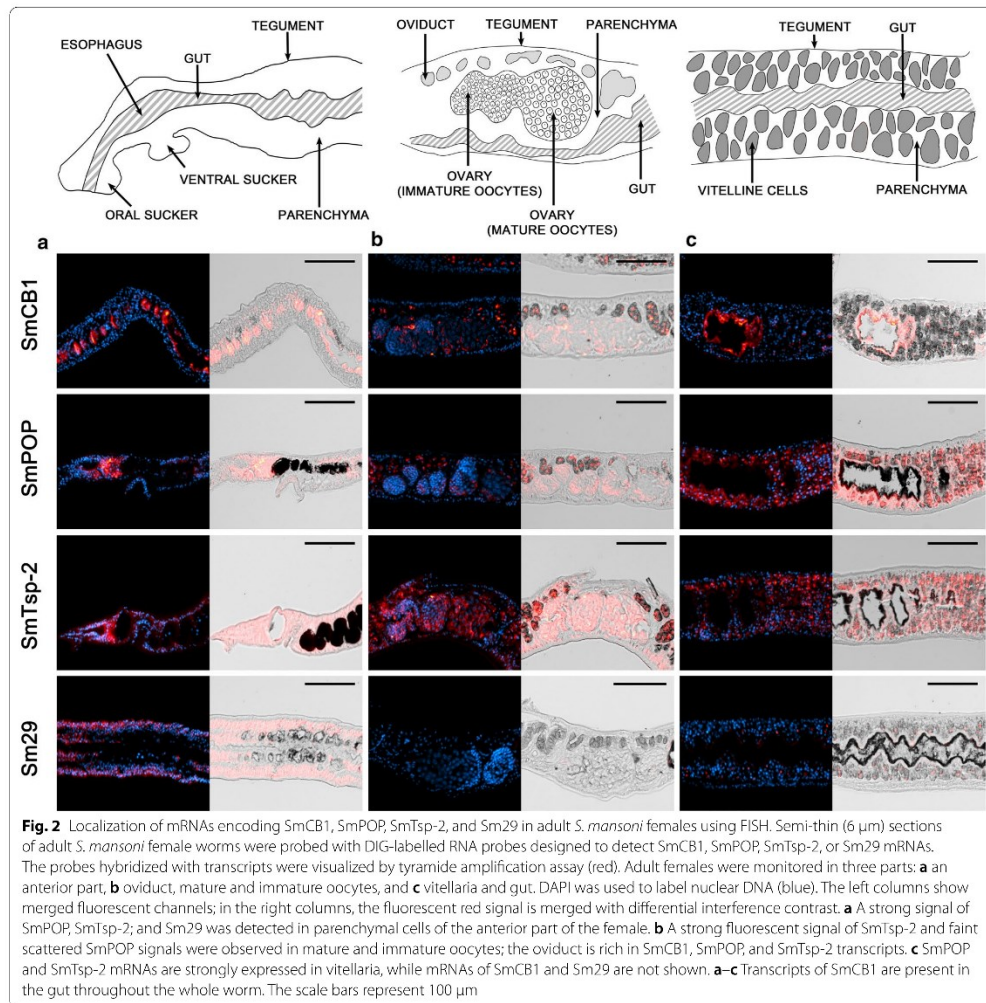 TEGUMENT
ESOPHAGUS
GUT
VENTRAL SUCKER
ORAL SUCKER
PARENCHYMA
OVIDUCT
TEGUMENT
PARENCHYMA
OVARY
(IMMATURE OOCYTES)
GUT
OVARY
(MATURE OOCYTES)
TEGUMENT
GUT
VITELLINE CELLS
PARENCHYMA
a
b
c
SmCB1
SmPOP
SmTsp-2
Sm29
Fig. 2 Localization of mRNAs encoding SmCB1, SmPOP, SmTsp-2, and Sm29 in adult S. mansoni females using FISH. Semi-thin (6 μm) sections
of adult S. mansoni female worms were probed with DIG-labelled RNA probes designed to detect SmCB1, SmPOP, SmTsp-2, or Sm29 mRNAs.
The probes hybridized with transcripts were visualized by tyramide amplification assay (red). Adult females were monitored in three parts: a an
anterior part, b oviduct, mature and immature oocytes, and c vitellaria and gut. DAPI was used to label nuclear DNA (blue). The left columns show
merged fluorescent channels; in the right columns, the fluorescent red signal is merged with differential interference contrast. a A strong signal of
SmPOP, SmTsp-2; and Sm29 was detected in parenchymal cells of the anterior part of the female. b A strong fluorescent signal of SmTsp-2 and faint
scattered SmPOP signals were observed in mature and immature oocytes; the oviduct is rich in SmCB1, SmPOP, and SmTsp-2 transcripts. c SmPOP
and SmTsp-2 mRNAs are strongly expressed in vitellaria, while mRNAs of SmCB1 and Sm29 are not shown. a–c Transcripts of SmCB1 are present in
the gut throughout the whole worm. The scale bars represent 100 μm